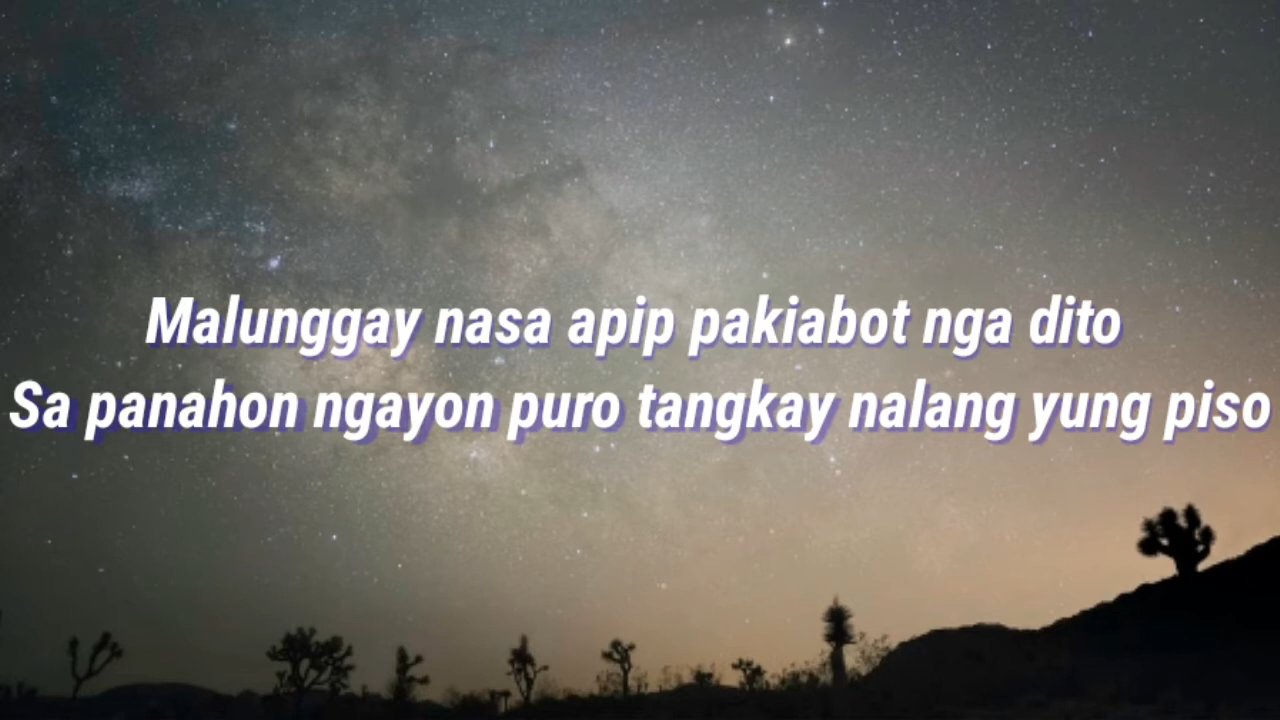 Malunggay nasa apip pakiabot nga dito
Sa panahon ngayon puro tangkay nalang yung piso